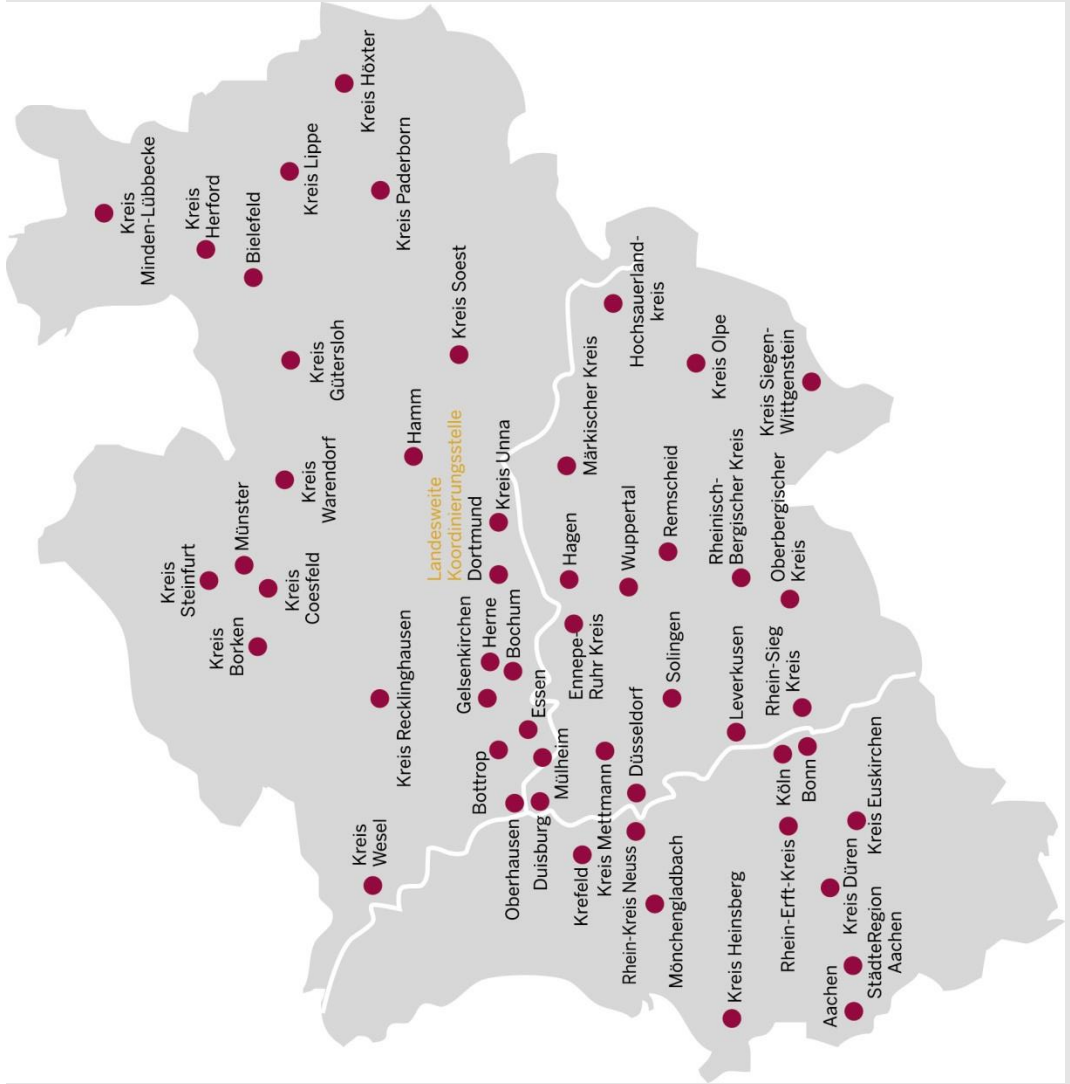 Kreis
Minden-Lübbecke
Kreis
Herford
Bielefeld
Kreis Lippe
Kreis Höxter
Kreis Paderborn
Kreis
Gütersloh
Kreis
Steinfurt
Münster
Kreis
Warendorf
Kreis
Borken
Kreis
Coesfeld
Hamm
Kreis Soest
Kreis Recklinghausen
Kreis
Wesel
Landesweite
Koordinierungsstelle
Dortmund
Kreis Unna
Gelsenkirchen
Herne
Bochum
Bottrop
Essen
Oberhausen
Mülheim
Duisburg
Hagen
Märkischer Kreis
Hochsauerland-
kreis
Ennepe-
Ruhr Kreis
Krefeld
Kreis Mettmann
Wuppertal
Rhein-Kreis Neuss
Düsseldorf
Mönchengladbach
Solingen
Remscheid
Kreis Olpe
Kreis Heinsberg
Leverkusen
Rheinisch-
Bergischer Kreis
Kreis Siegen-
Wittgenstein
Rhein-Erft-Kreis
Köln
Bonn
Rhein-Sieg
Kreis
Oberbergischer
Kreis
Aachen
StädteRegion
Aachen
Kreis Düren
Kreis Euskirchen